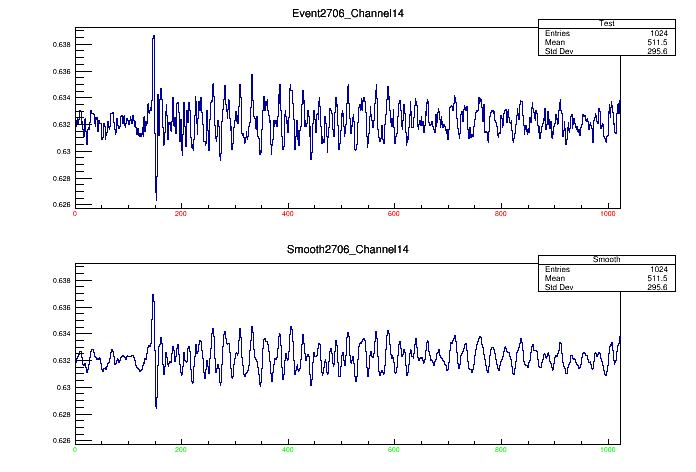 Event2706_Channel14
Test
Entries 1024
Mean 511.5
Std Dev 295.6
0.638
0.636
0.634
0.632
0.63
0.628
0.626
0 200 400 600 800 1000
Smooth2706_Channel14
Smooth
Entries 1024
Mean 511.5
Std Dev 295.6
0.638
0.636
0.634
0.632
0.63
0.628
0.626
0 200 400 600 800 1000